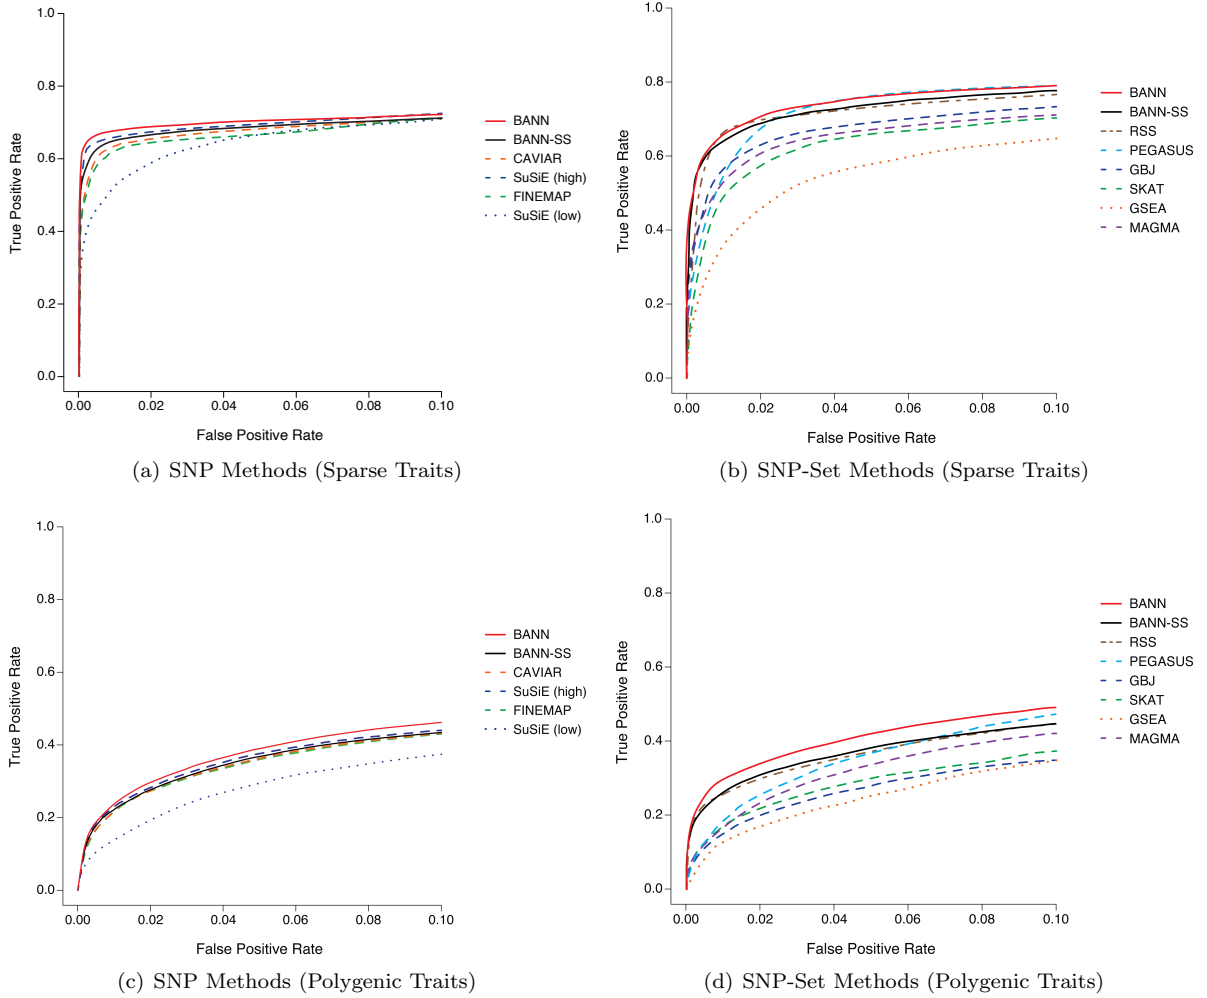 1.0
0.8
0.6
0.4
0.2
0.0
True Positive Rate
0.00 0.02 0.04 0.06 0.08 0.10
False Positive Rate
BANN
BANN-SS
CAVIAR
SuSiE (high)
FINEMAP
SuSiE (low)
(a) SNP Methods (Sparse Traits)
1.0
0.8
0.6
0.4
0.2
0.0
True Positive Rate
0.00 0.02 0.04 0.06 0.08 0.10
False Positive Rate
BANN
BANN-SS
RSS
PEGASUS
GBJ
SKAT
GSEA
MAGMA
(b) SNP-Set Methods (Sparse Traits)
1.0
0.8
0.6
0.4
0.2
0.0
True Positive Rate
0.00 0.02 0.04 0.06 0.08 0.10
False Positive Rate
BANN
BANN-SS
CAVIAR
SuSiE (high)
FINEMAP
SuSiE (low)
(c) SNP Methods (Polygenic Traits)
1.0
0.8
0.6
0.4
0.2
0.0
True Positive Rate
0.00 0.02 0.04 0.06 0.08 0.10
False Positive Rate
BANN
BANN-SS
RSS
PEGASUS
GBJ
SKAT
GSEA
MAGMA
(d) SNP-Set Methods (Polygenic Traits)